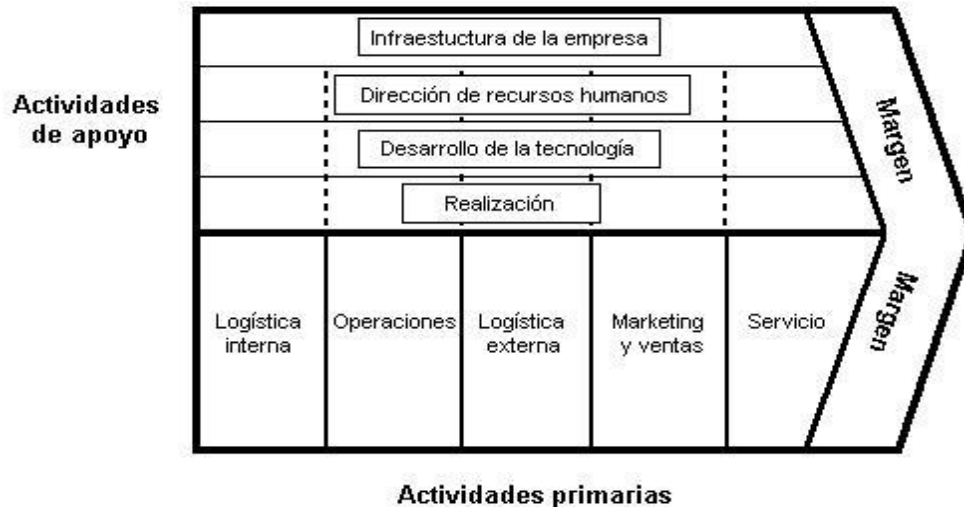 Infraestuctura de la empresa
Actividades
de apoyo
Dirección de recursos humanos
Desarrollo de la tecnología
Realización
Margen
Margen
Logística
interna
Operaciones
Logística
externa
Marketing
y ventas
Servicio
Actividades primarias